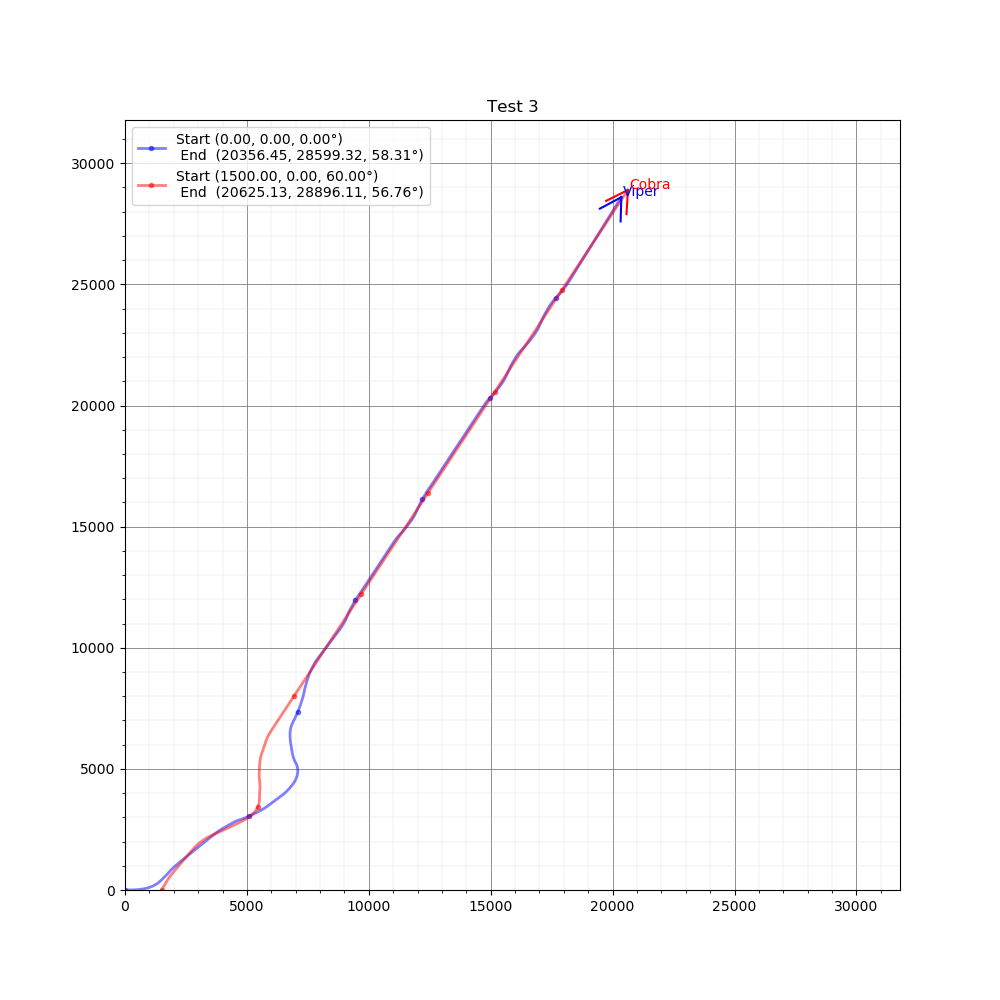 Test 3
Start (0.00, 0.00, 0.00°)
End (20356.45, 28599.32, 58.31°)
Start (1500.00, 0.00, 60.00°)
End (20625.13, 28896.11, 56.76°)
Cobra
Viper
30000
25000
20000
15000
10000
5000
0
0 5000 10000 15000 20000 25000 30000